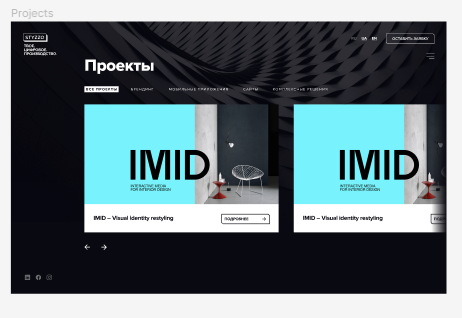 Projects
STYZZO
ТВОЕ.
ЦИФРОВОЕ.
ПРОИЗВОДСТВО.
RU UA EN
ОСТАВИТЬ ЗАЯВКУ
Проекты
ВСЕ ПРОЕКТЫ БРЕНДИНГ МОБИЛЬНЫЕ ПРИЛОЖЕНИЯ САЙТЫ КОМПЛЕКСНЫЕ РЕШЕНИЯ
IMID
INTERACTIVE MEDIA
FOR INTERIOR DESIGN
IMID – Visual identity restyling
ПОДРОБНЕЕ
IMID
INTERACTIVE MEDIA
FOR INTERIOR DESIGN
IMID – Visual identity restyling